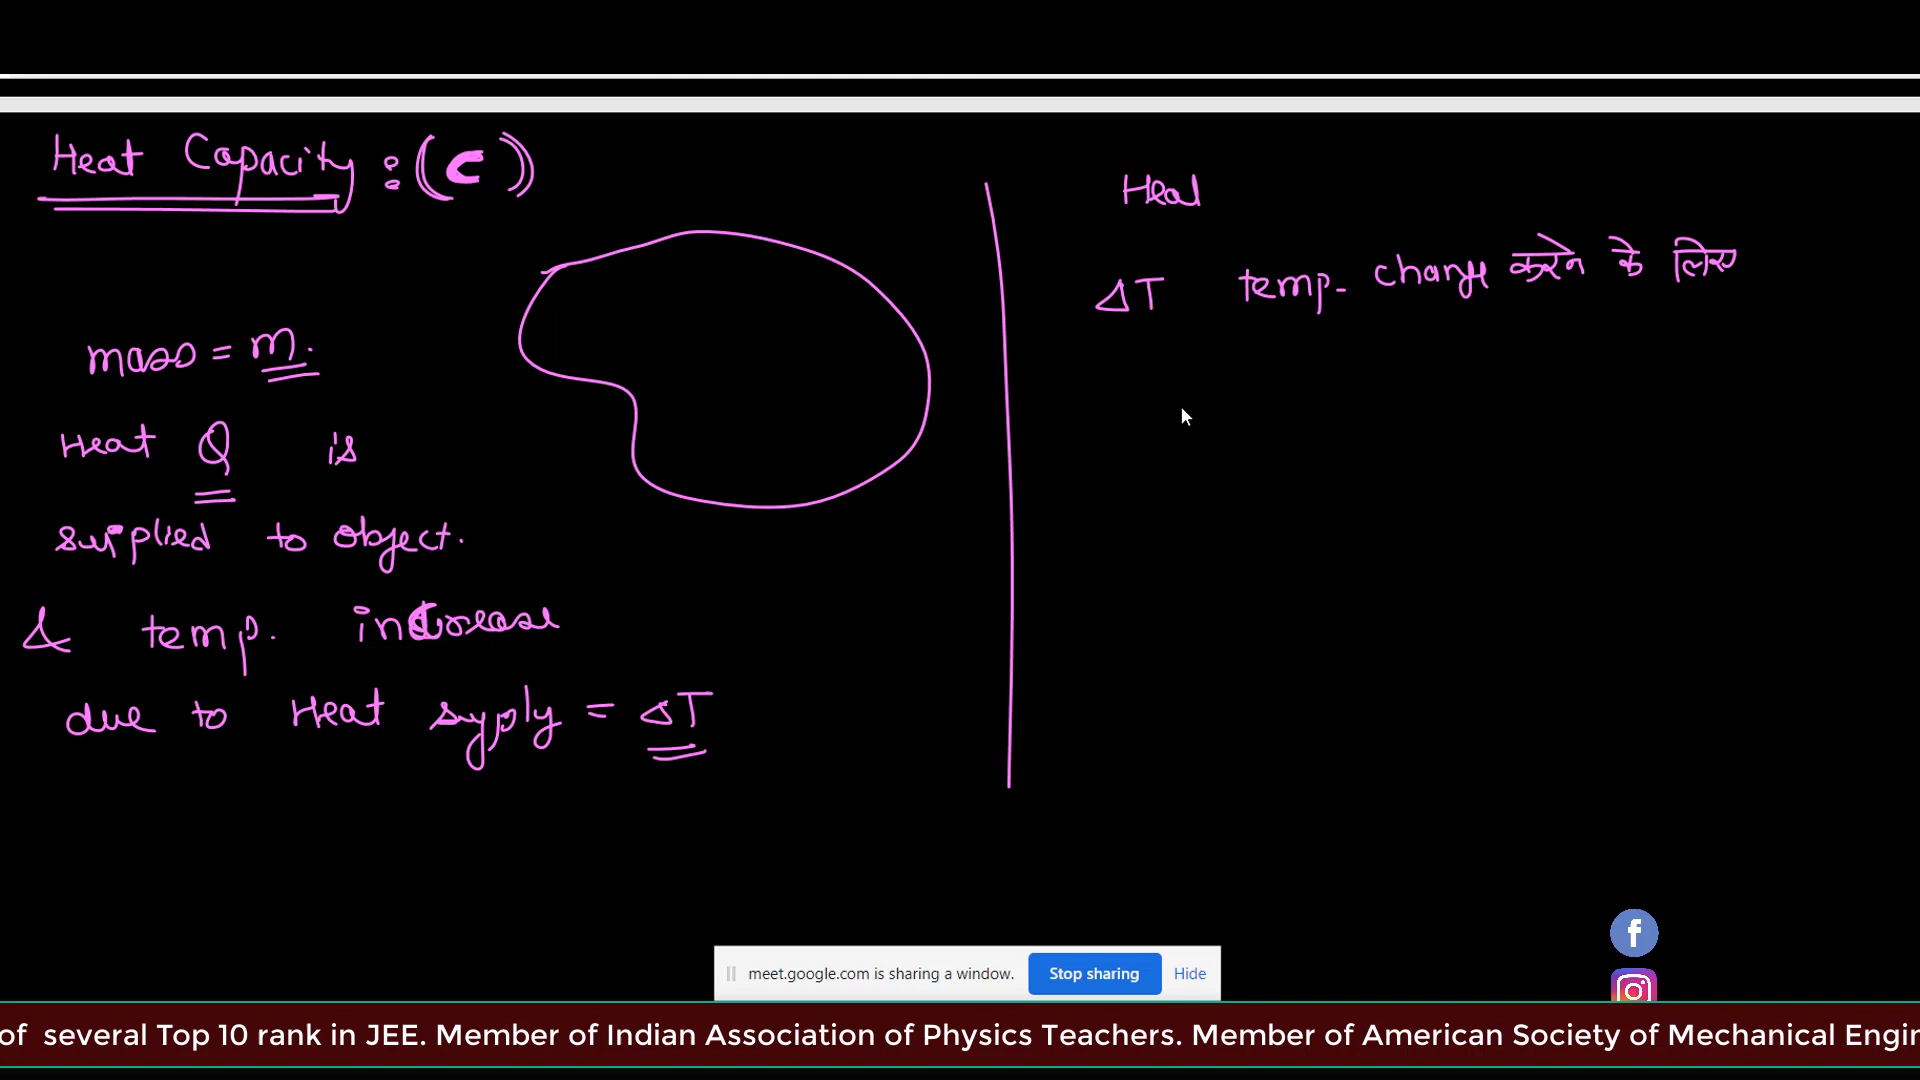 Heat Capacity : (C)
mass = m.
Heat Q is
supplied to object.
& temp. increase
due to Heat supply = ΔT
Heat
ΔT temp. change करने के लिए
meet.google.com is sharing a window. Stop sharing Hide
of several Top 10 rank in JEE. Member of Indian Association of Physics Teachers. Member of American Society of Mechanical Engin